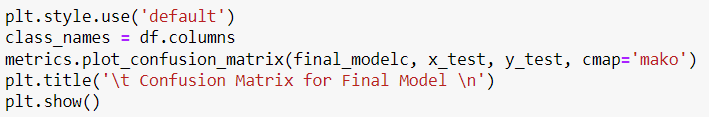 plt.style.use('default')
class_names = df.columns
metrics.plot_confusion_matrix(final_modelc, x_test, y_test, cmap='mako')
plt.title('\t Confusion Matrix for Final Model \n')
plt.show()